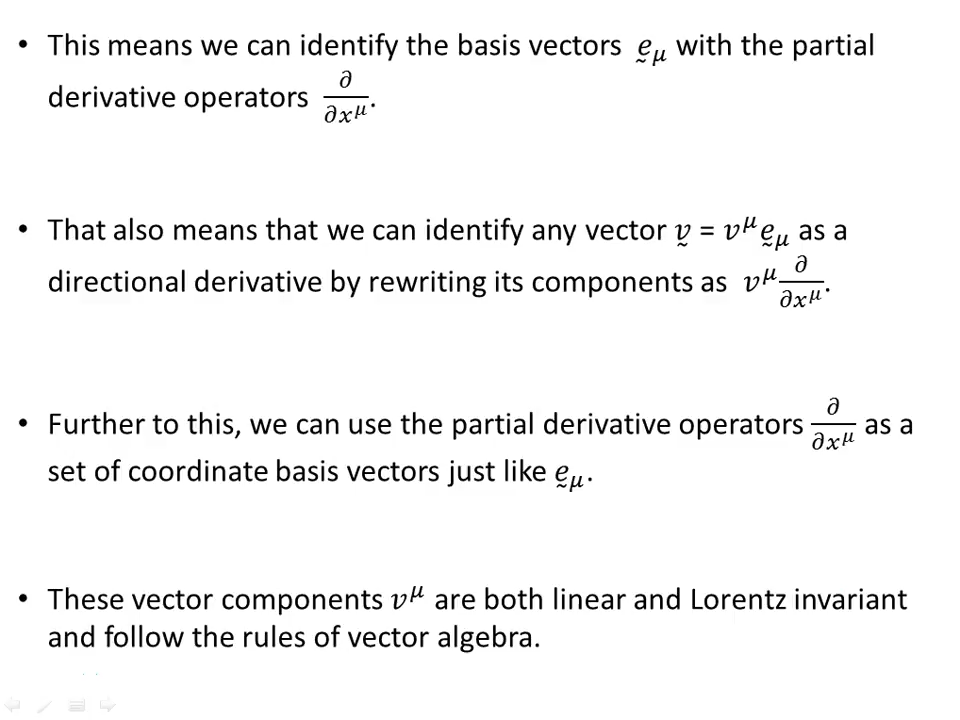 • This means we can identify the basis vectors ḛ_μ with the partial
derivative operators ∂/∂x^μ.
• That also means that we can identify any vector v̰ = v^μ ḛ_μ as a
directional derivative by rewriting its components as v^μ ∂/∂x^μ.
• Further to this, we can use the partial derivative operators ∂/∂x^μ as a
set of coordinate basis vectors just like ḛ_μ.
• These vector components v^μ are both linear and Lorentz invariant
and follow the rules of vector algebra.